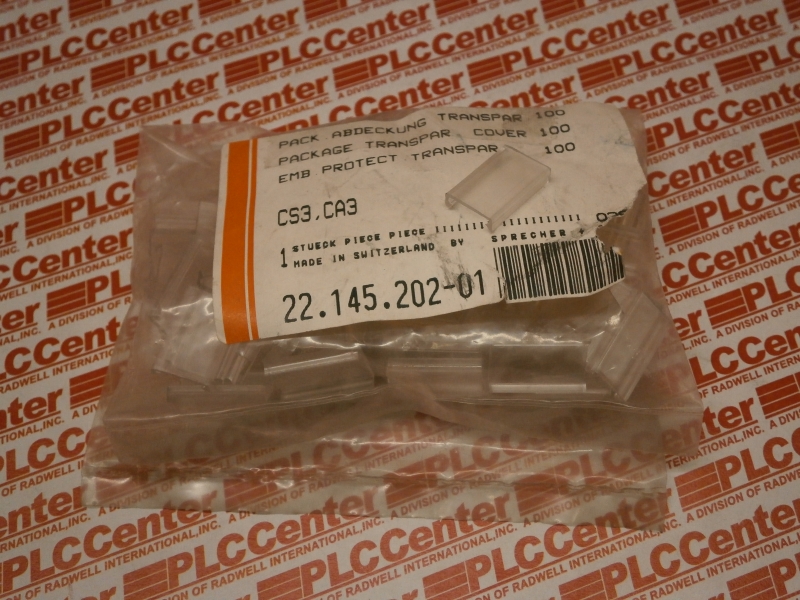 PACK ABDECKUNG TRANSPAR 100
PACKAGE TRANSPAR COVER 100
EMB PROTECT TRANSPAR 100
CS3,CA3
1 STUECK PIECE PIECE
MADE IN SWITZERLAND BY SPRECHER +
22.145.202-01
PLCCenter
A DIVISION OF RADWELL INTERNATIONAL,INC.